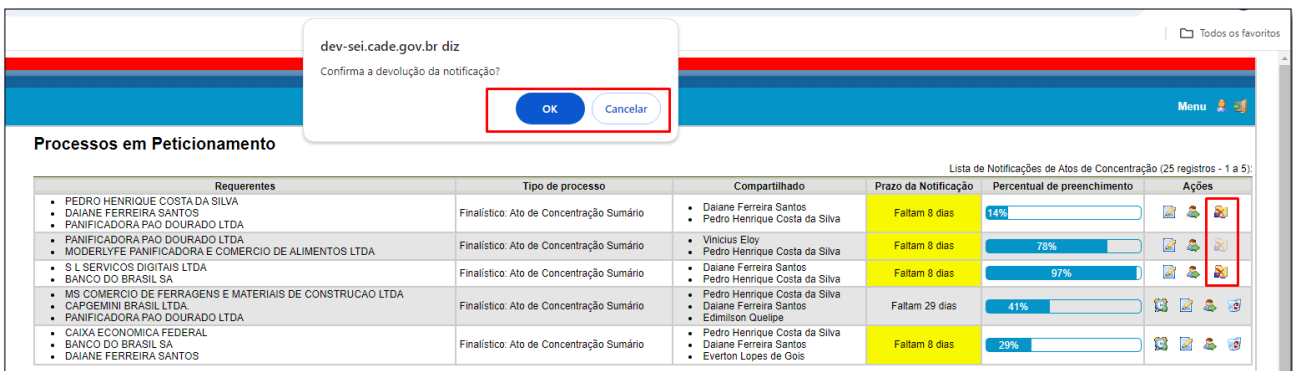 Todos os favoritos
dev-sei.cade.gov.br diz
Confirma a devolução da notificação?
OK
Cancelar
Menu
Processos em Peticionamento
Lista de Notificações de Atos de Concentração (25 registros - 1 a 5):
Requerentes Tipo de processo Compartilhado Prazo da Notificação Percentual de preenchimento Ações
PEDRO HENRIQUE COSTA DA SILVA
DAIANE FERREIRA SANTOS
PANIFICADORA PAO DOURADO LTDA
Finalístico: Ato de Concentração Sumário
Daiane Ferreira Santos
Pedro Henrique Costa da Silva
Faltam 8 dias
14%
PANIFICADORA PAO DOURADO LTDA
MODERLYFE PANIFICADORA E COMERCIO DE ALIMENTOS LTDA
Finalístico: Ato de Concentração Sumário
Vinicius Eloy
Pedro Henrique Costa da Silva
Faltam 8 dias
78%
S L SERVICOS DIGITAIS LTDA
BANCO DO BRASIL SA
Finalístico: Ato de Concentração Sumário
Daiane Ferreira Santos
Pedro Henrique Costa da Silva
Faltam 8 dias
97%
MS COMERCIO DE FERRAGENS E MATERIAIS DE CONSTRUCAO LTDA
CAPGEMINI BRASIL LTDA.
PANIFICADORA PAO DOURADO LTDA
Finalístico: Ato de Concentração Sumário
Pedro Henrique Costa da Silva
Daiane Ferreira Santos
Edimilson Quelipe
Faltam 29 dias
41%
CAIXA ECONOMICA FEDERAL
BANCO DO BRASIL SA
DAIANE FERREIRA SANTOS
Finalístico: Ato de Concentração Sumário
Pedro Henrique Costa da Silva
Daiane Ferreira Santos
Everton Lopes de Gois
Faltam 8 dias
29%